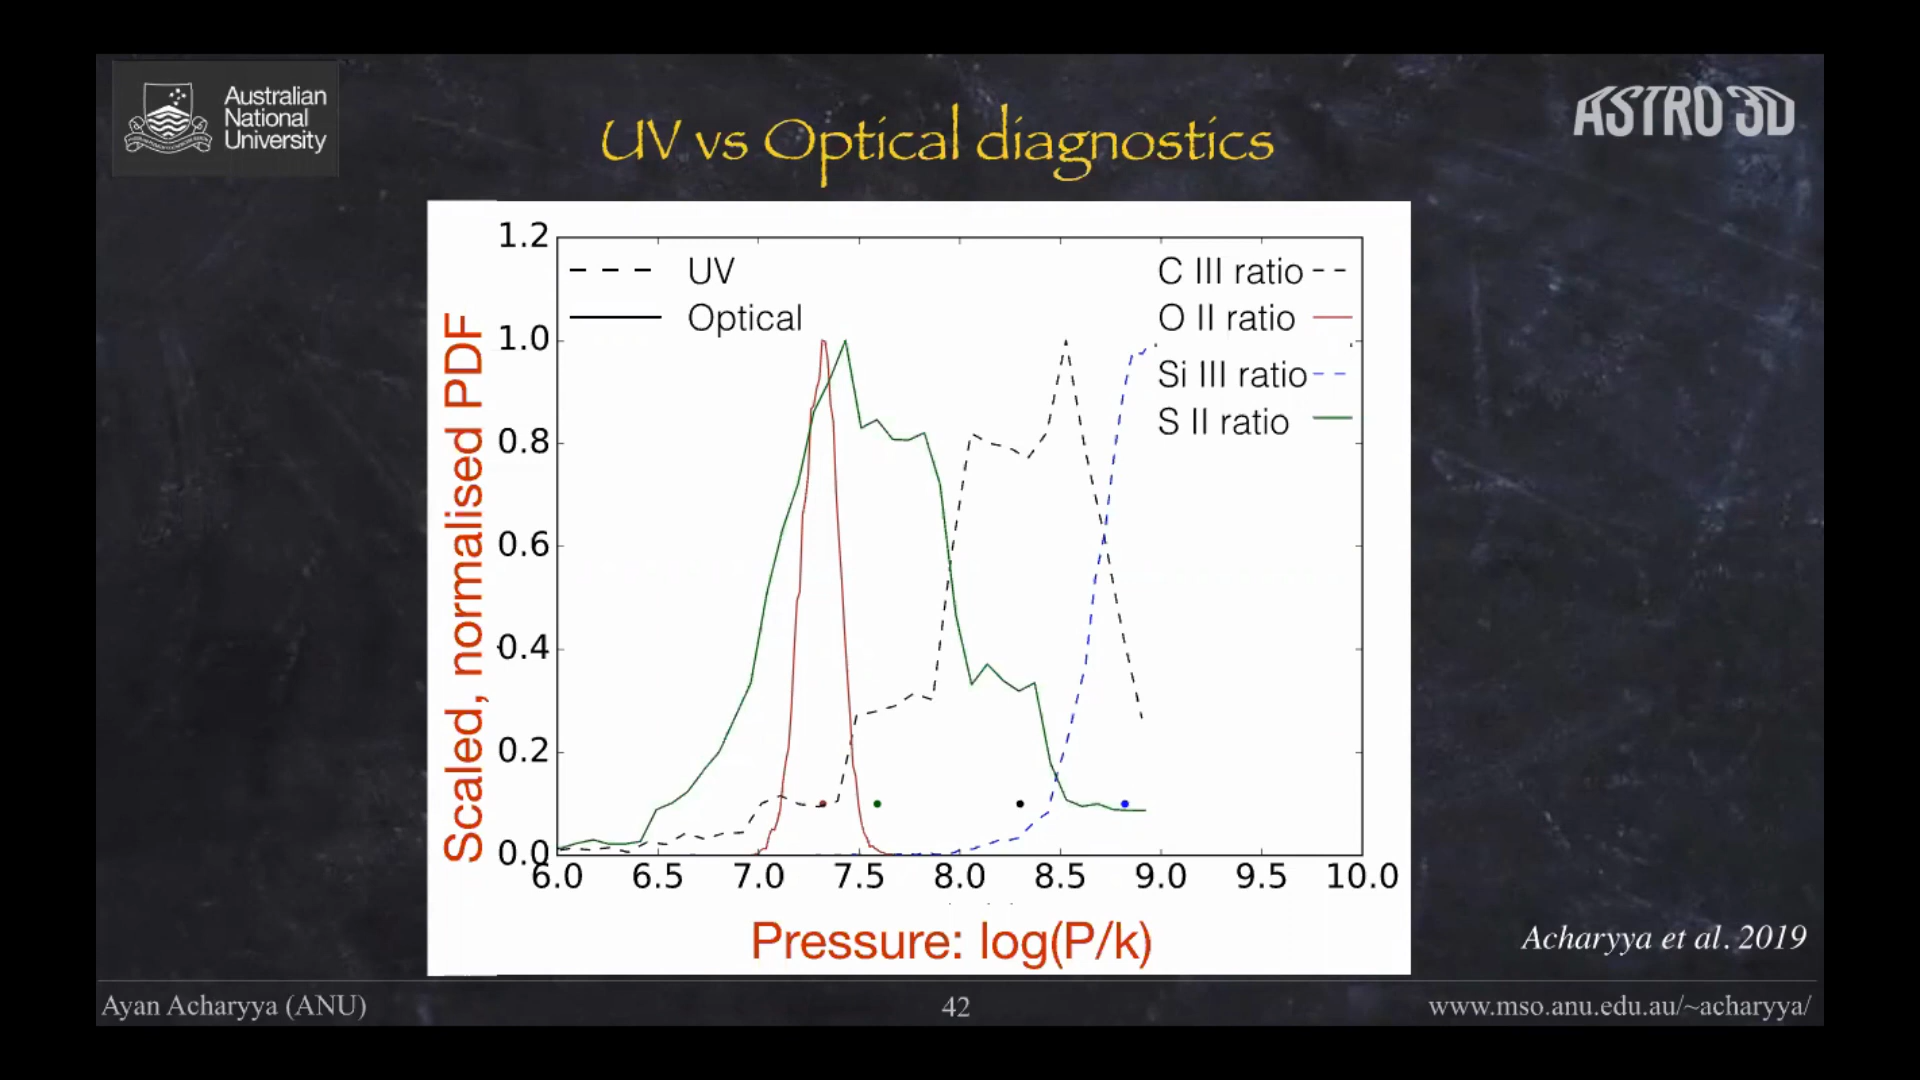 Australian
National
University
UV vs Optical diagnostics
ASTRO 3D
1.2
1.0
0.8
0.6
0.4
0.2
0.0
UV
Optical
C III ratio
O II ratio
Si III ratio
S II ratio
Scaled, normalised PDF
6.0 6.5 7.0 7.5 8.0 8.5 9.0 9.5 10.0
Pressure: log(P/k)
Acharyya et al. 2019
Ayan Acharyya (ANU)
42
www.mso.anu.edu.au/~acharyya/